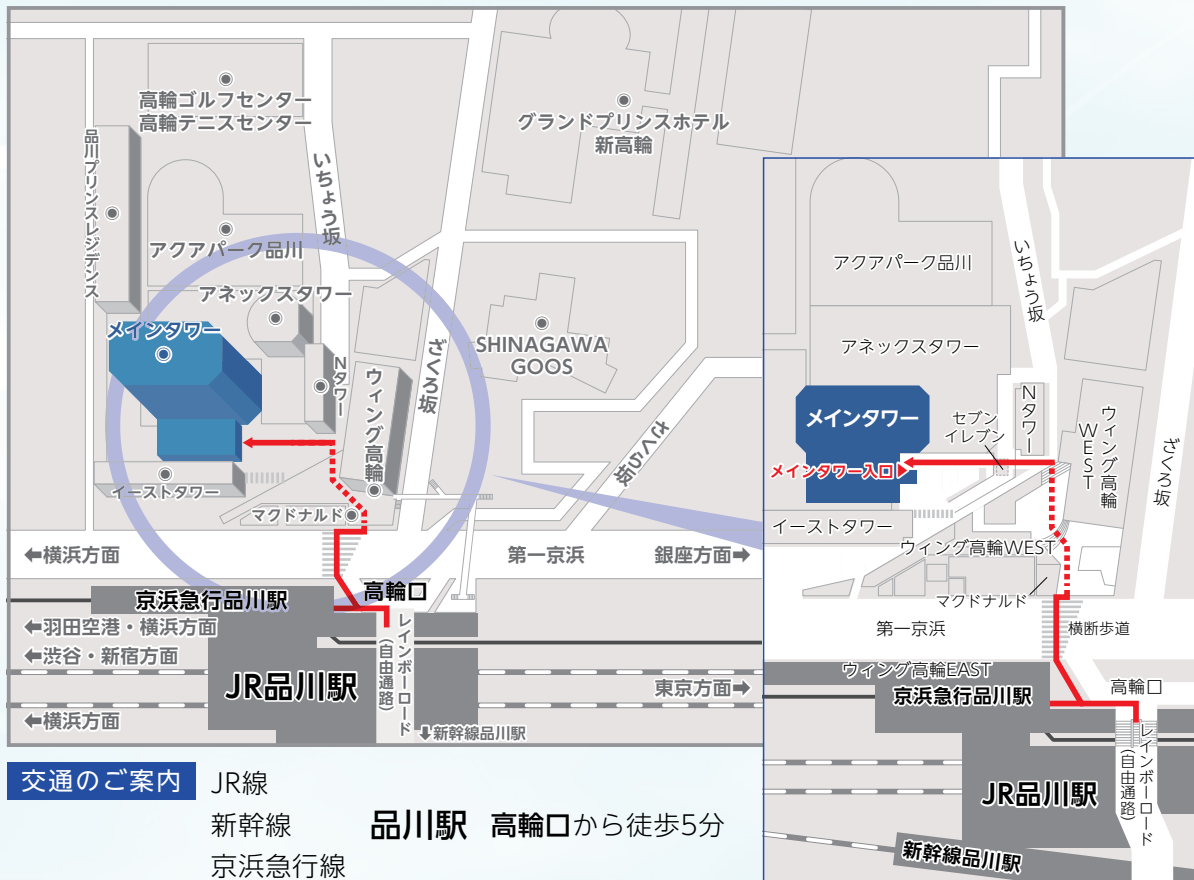 高輪ゴルフセンター
高輪テニスセンター
グランドプリンスホテル
新高輪
品川プリンスレジデンス
いちょう坂
アクアパーク品川
アネックスタワー
メインタワー
Nタワー
ウィング高輪
ざくろ坂
SHINAGAWA
GOOS
さくら坂
イーストタワー
マクドナルド
←横浜方面
第一京浜
銀座方面→
京浜急行品川駅
高輪口
←羽田空港・横浜方面
←渋谷・新宿方面
JR品川駅
レインボーロード
(自由通路)
東京方面→
←横浜方面
↓新幹線品川駅
いちょう坂
アクアパーク品川
アネックスタワー
メインタワー
セブン
イレブン
Nタワー
ウィング高輪
WEST
ざくろ坂
メインタワー入口
イーストタワー
ウィング高輪WEST
マクドナルド
第一京浜
横断歩道
ウィング高輪EAST
京浜急行品川駅
高輪口
レインボーロード
(自由通路)
JR品川駅
新幹線品川駅
交通のご案内
JR線
新幹線
京浜急行線
品川駅 高輪口から徒歩5分